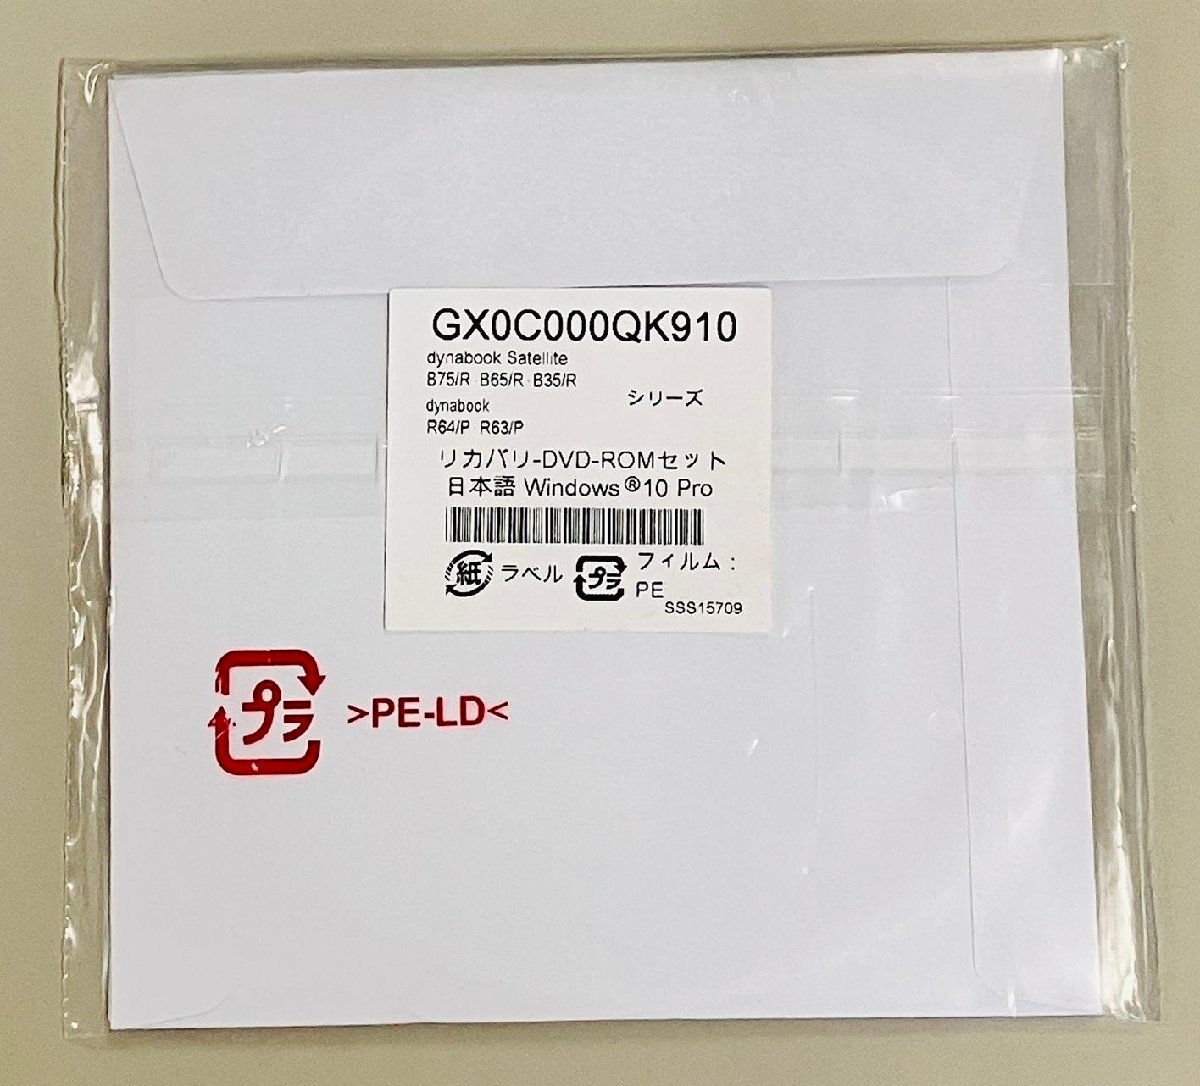 GX0C000QK910
dynabook Satellite
B75/R・B65/R・B35/R
シリーズ
dynabook
R64/P・R63/P
リカバリ-DVD-ROMセット
日本語 Windows®10 Pro
紙 ラベル プラ フィルム：
PE
SSS15709
プラ >PE-LD<